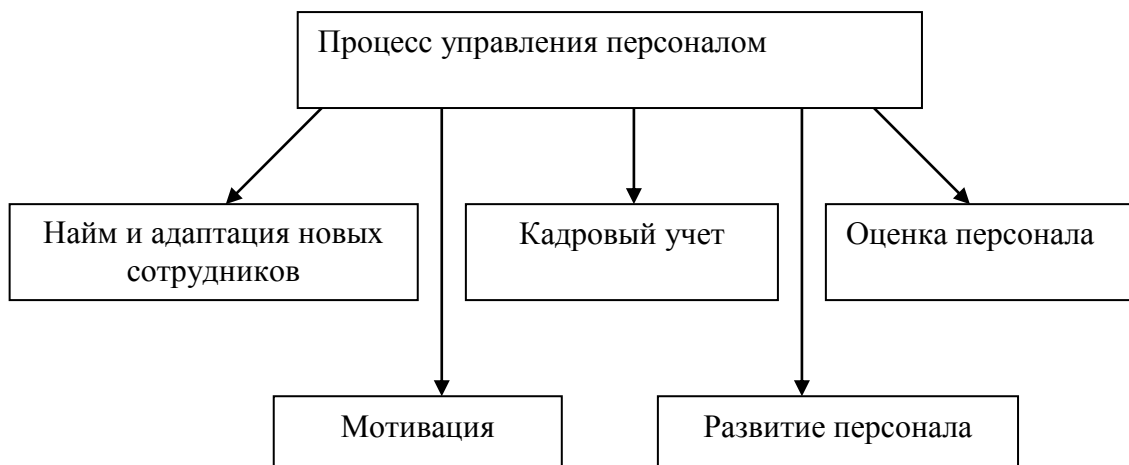 Процесс управления персоналом
Найм и адаптация новых
сотрудников
Кадровый учет
Оценка персонала
Мотивация
Развитие персонала